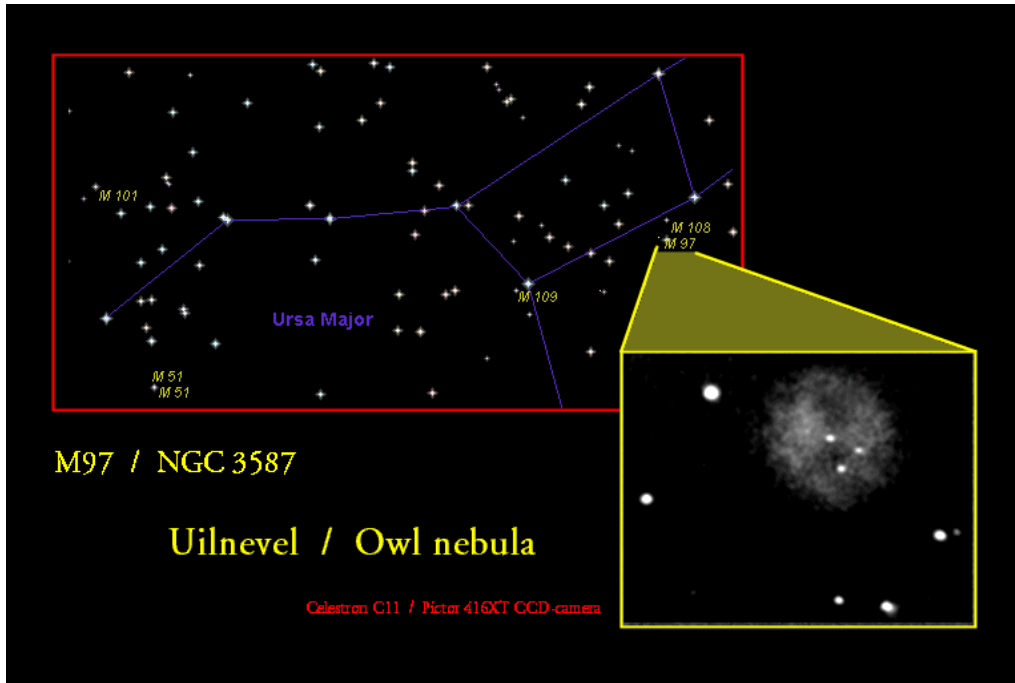 M 101
M 108
M 97
M 109
Ursa Major
M 51
M 51
M97 / NGC 3587
Uilnevel / Owl nebula
Celestron C11 / Pictor 416XT CCD-camera